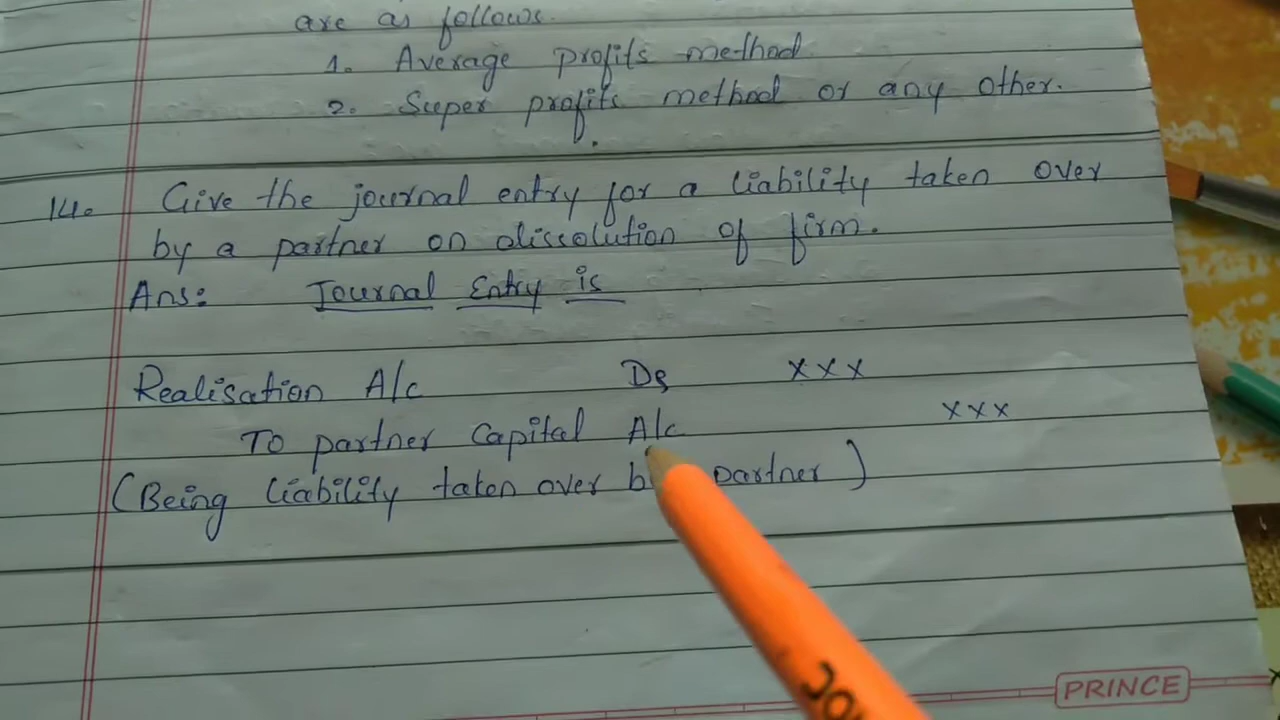 are as follows.
1. Average profits method
2. Super profits method or any other.
14. Give the journal entry for a liability taken over
by a partner on dissolution of firm.
Ans: Journal Entry is
Realisation A/c Dr xxx
To partner Capital A/c xxx
(Being liability taken over by partner)
PRINCE